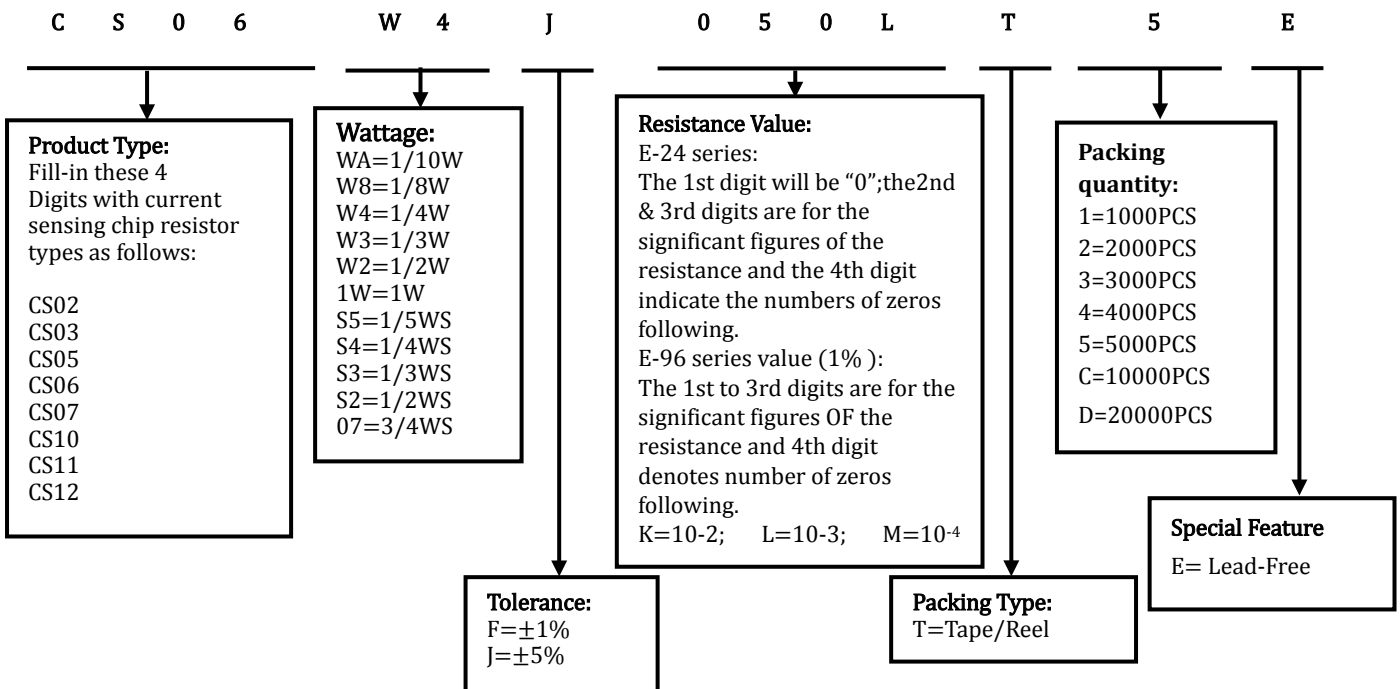 C S 0 6 W 4 J 0 5 0 L T 5 E
Product Type:
Fill-in these 4
Digits with current
sensing chip resistor
types as follows:
CS02
CS03
CS05
CS06
CS07
CS10
CS11
CS12
Wattage:
WA=1/10W
W8=1/8W
W4=1/4W
W3=1/3W
W2=1/2W
1W=1W
S5=1/5WS
S4=1/4WS
S3=1/3WS
S2=1/2WS
07=3/4WS
Tolerance:
F=±1%
J=±5%
Resistance Value:
E-24 series:
The 1st digit will be “0”;the2nd
& 3rd digits are for the
significant figures of the
resistance and the 4th digit
indicate the numbers of zeros
following.
E-96 series value (1% ):
The 1st to 3rd digits are for the
significant figures OF the
resistance and 4th digit
denotes number of zeros
following.
K=10-2; L=10-3; M=10-4
Packing Type:
T=Tape/Reel
Packing
quantity:
1=1000PCS
2=2000PCS
3=3000PCS
4=4000PCS
5=5000PCS
C=10000PCS
D=20000PCS
Special Feature
E= Lead-Free